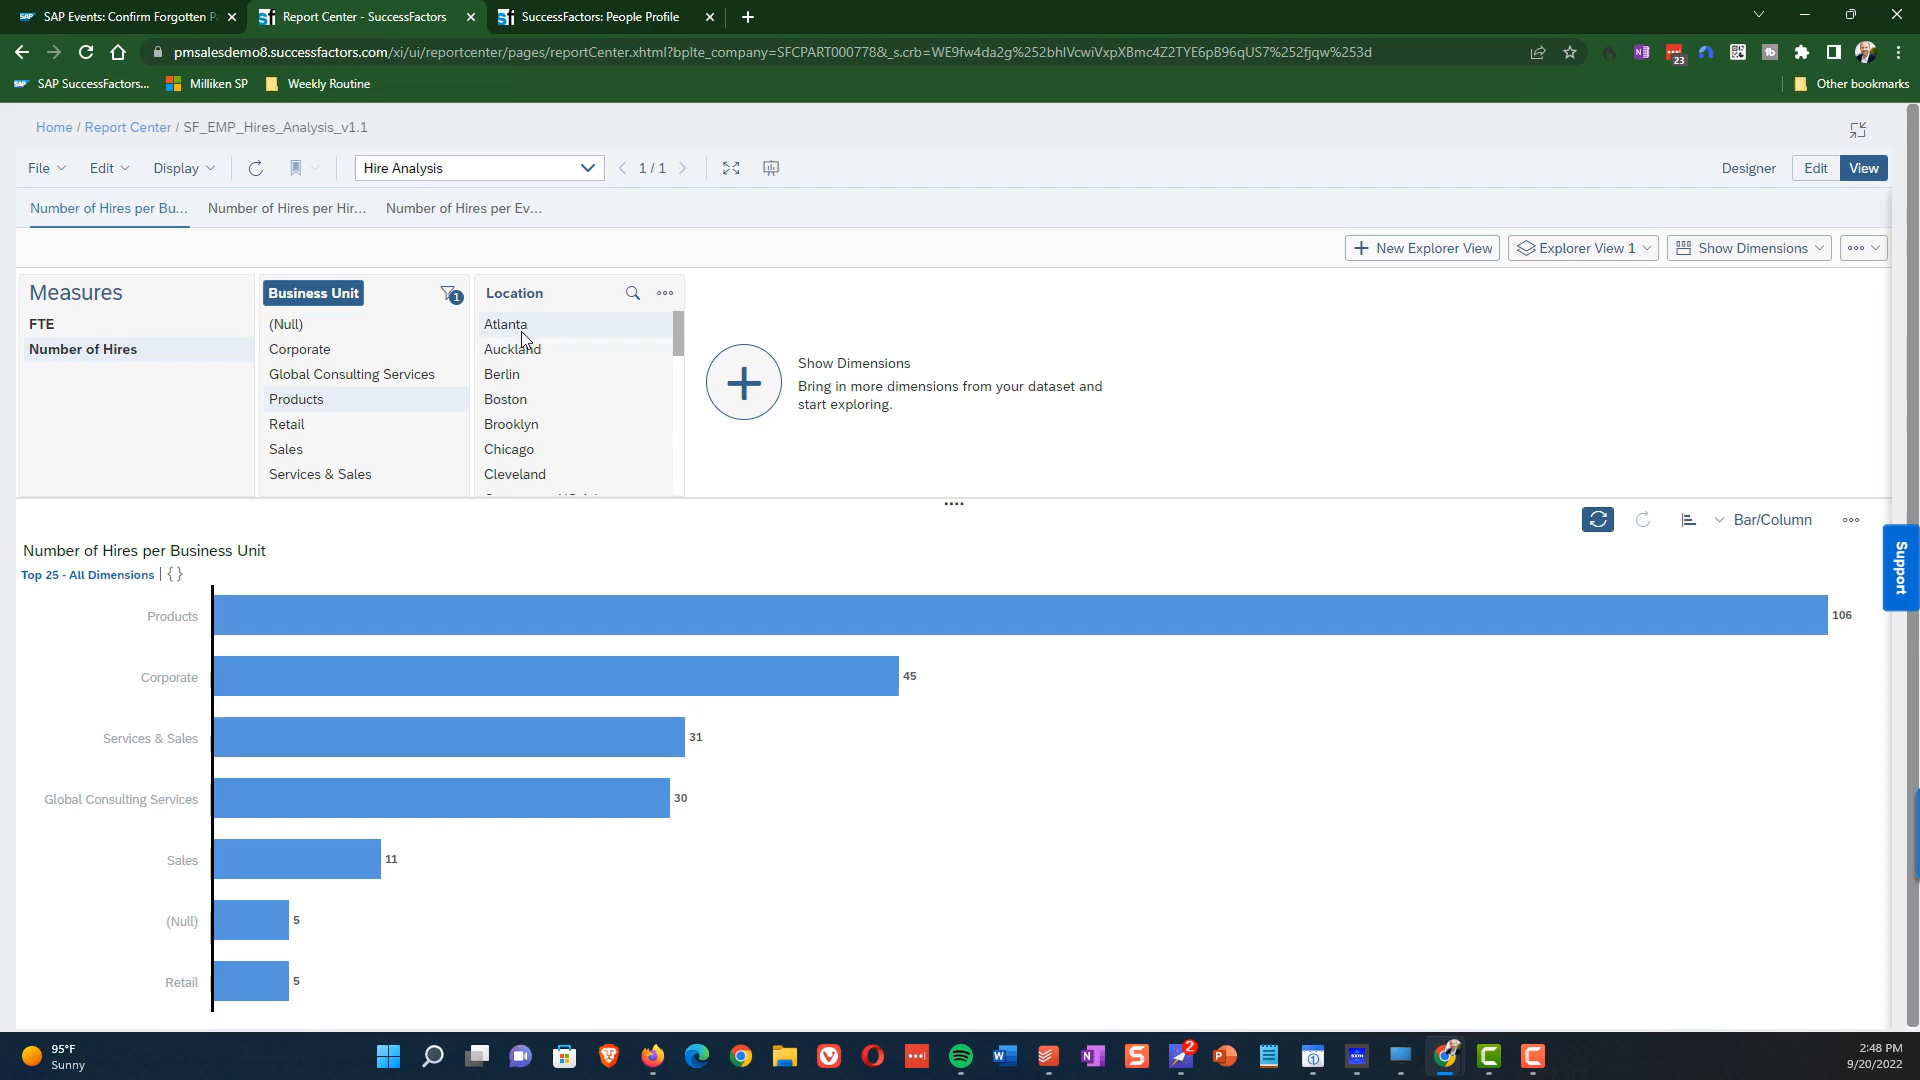 SAP Events: Confirm Forgotten P
Report Center - SuccessFactors
SuccessFactors: People Profile
pmsalesdemo8.successfactors.com/xi/ui/reportcenter/pages/reportCenter.xhtml?bplte_company=SFCPART000778&_s.crb=WE9fw4da2g%252bhlVcwiVxpXBmc4Z2TYE6pB96qUS7%252fjqw%253d
23
SAP SuccessFactors...
Milliken SP
Weekly Routine
Other bookmarks
Home / Report Center / SF_EMP_Hires_Analysis_v1.1
File
Edit
Display
Hire Analysis
1 / 1
Designer
Edit
View
Number of Hires per Bu...
Number of Hires per Hir...
Number of Hires per Ev...
New Explorer View
Explorer View 1
Show Dimensions
Measures
FTE
Number of Hires
Business Unit
1
(Null)
Corporate
Global Consulting Services
Products
Retail
Sales
Services & Sales
Location
Atlanta
Auckland
Berlin
Boston
Brooklyn
Chicago
Cleveland
Show Dimensions
Bring in more dimensions from your dataset and
start exploring.
Bar/Column
Support
Number of Hires per Business Unit
Top 25 - All Dimensions | { }
Products 106
Corporate 45
Services & Sales 31
Global Consulting Services 30
Sales 11
(Null) 5
Retail 5
95°F
Sunny
2
2:48 PM
9/20/2022